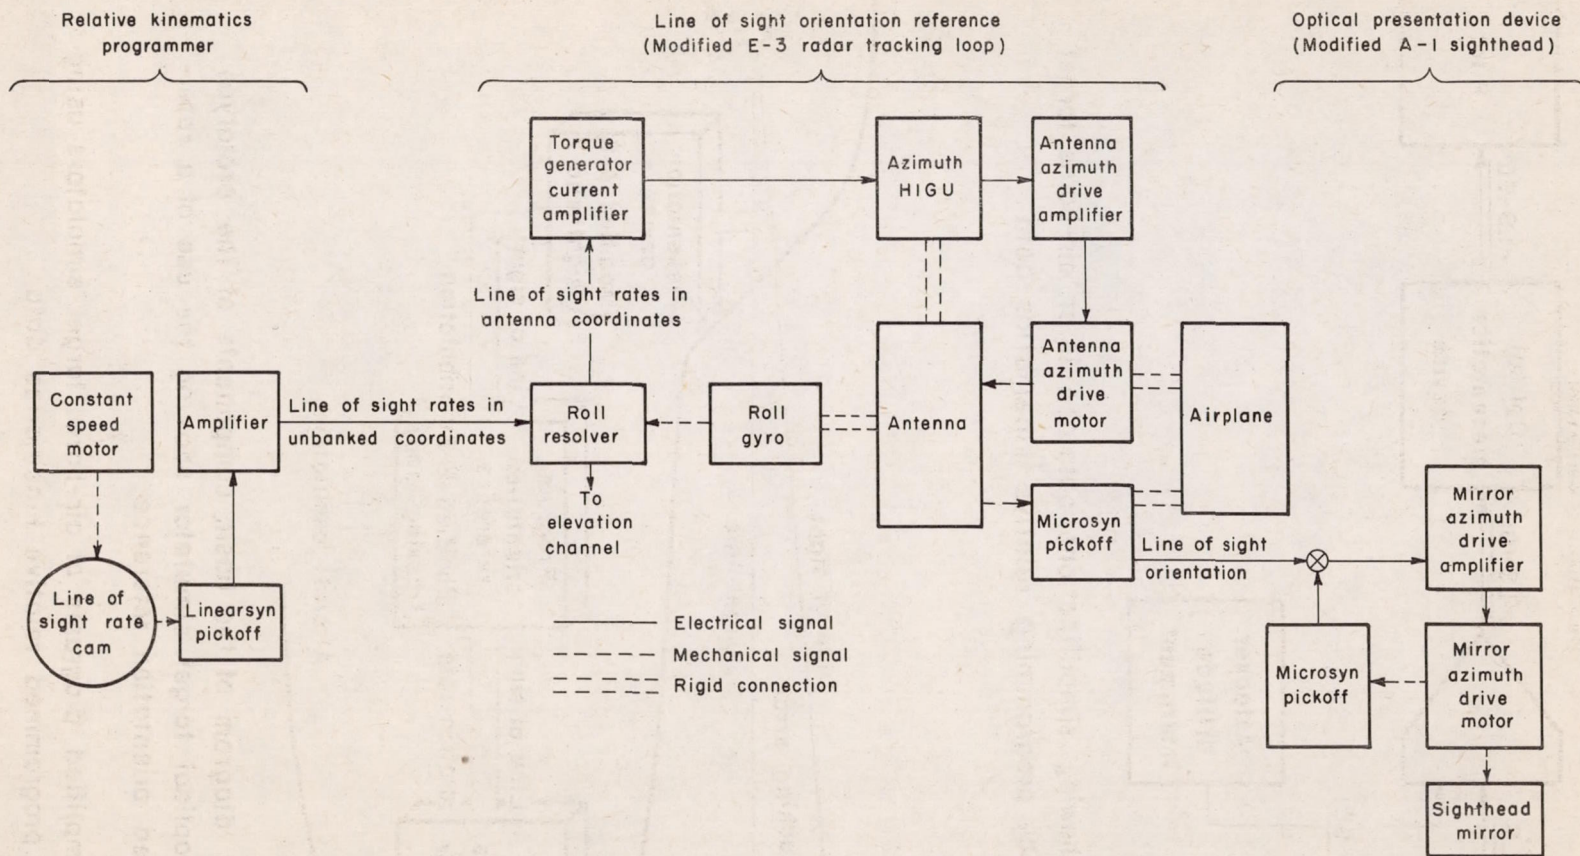 Relative kinematics
programmer
Line of sight orientation reference
(Modified E-3 radar tracking loop)
Optical presentation device
(Modified A-1 sighthead)
Torque
generator
current
amplifier
Azimuth
HIGU
Antenna
azimuth
drive
amplifier
Line of sight rates in
antenna coordinates
Constant
speed
motor
Amplifier
Line of sight rates in
unbanked coordinates
Roll
resolver
Roll
gyro
Antenna
Antenna
azimuth
drive
motor
Airplane
To
elevation
channel
Microsyn
pickoff
Line of sight
orientation
Mirror
azimuth
drive
amplifier
Line of
sight rate
cam
Linearsyn
pickoff
Electrical signal
Mechanical signal
Rigid connection
Microsyn
pickoff
Mirror
azimuth
drive
motor
Sighthead
mirror